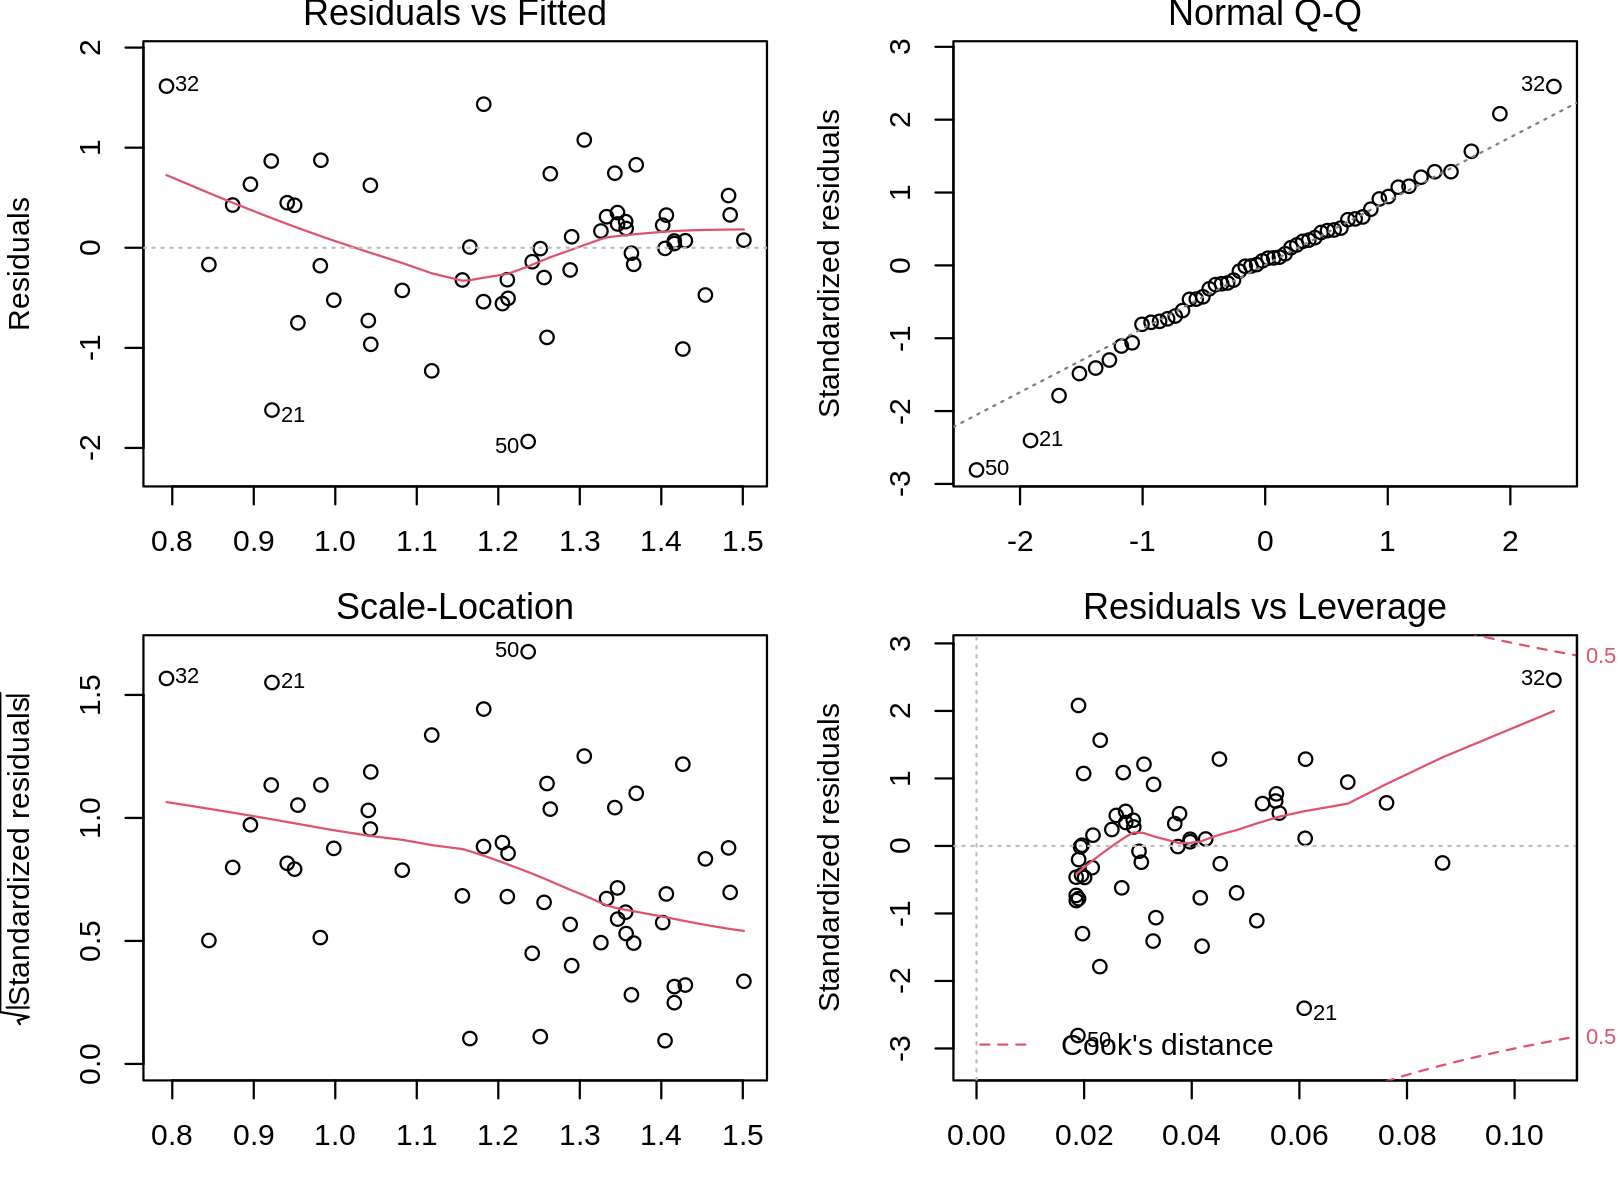 Residuals vs Fitted
Residuals
2
1
0
-1
-2
32
21
50
0.8 0.9 1.0 1.1 1.2 1.3 1.4 1.5
Normal Q-Q
Standardized residuals
3
2
1
0
-1
-2
-3
32
21
50
-2 -1 0 1 2
Scale-Location
√|Standardized residuals|
1.5
1.0
0.5
0.0
50
32
21
0.8 0.9 1.0 1.1 1.2 1.3 1.4 1.5
Residuals vs Leverage
Standardized residuals
3
2
1
0
-1
-2
-3
0.5
32
21
50
0.5
Cook's distance
0.00 0.02 0.04 0.06 0.08 0.10